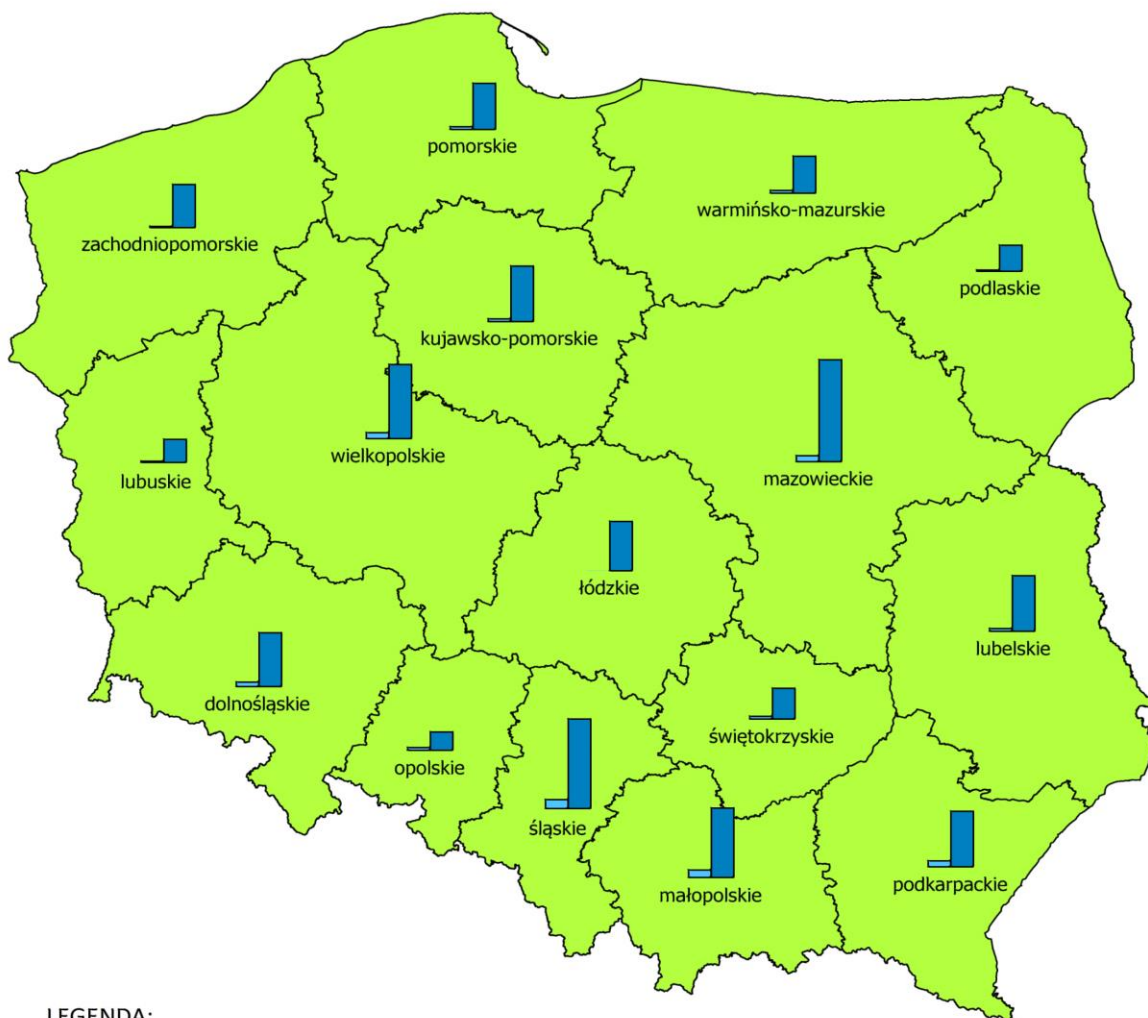 pomorskie
warmińsko-mazurskie
zachodniopomorskie
podlaskie
kujawsko-pomorskie
wielkopolskie
mazowieckie
lubuskie
łódzkie
lubelskie
dolnośląskie
świętokrzyskie
opolskie
śląskie
małopolskie
podkarpackie
LEGENDA: